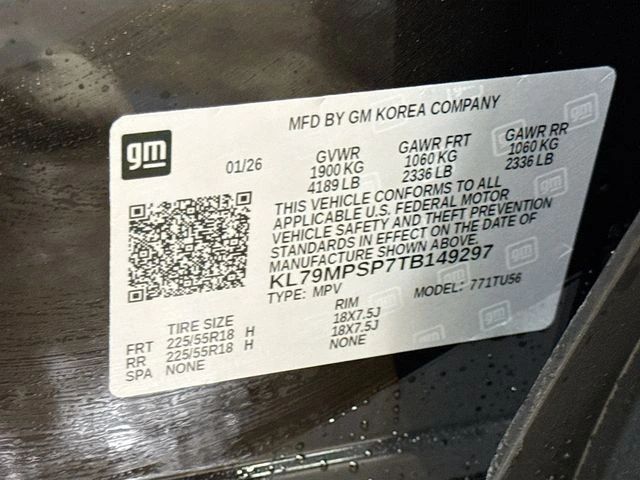 MFD BY GM KOREA COMPANY
gm
01/26
GVWR
1900 KG
4189 LB
GAWR FRT
1060 KG
2336 LB
GAWR RR
1060 KG
2336 LB
THIS VEHICLE CONFORMS TO ALL
APPLICABLE U.S. FEDERAL MOTOR
VEHICLE SAFETY AND THEFT PREVENTION
STANDARDS IN EFFECT ON THE DATE OF
MANUFACTURE SHOWN ABOVE.
KL79MPSP7TB149297
TYPE: MPV MODEL: 771TU56
TIRE SIZE RIM
FRT 225/55R18 H 18X7.5J
RR 225/55R18 H 18X7.5J
SPA NONE NONE